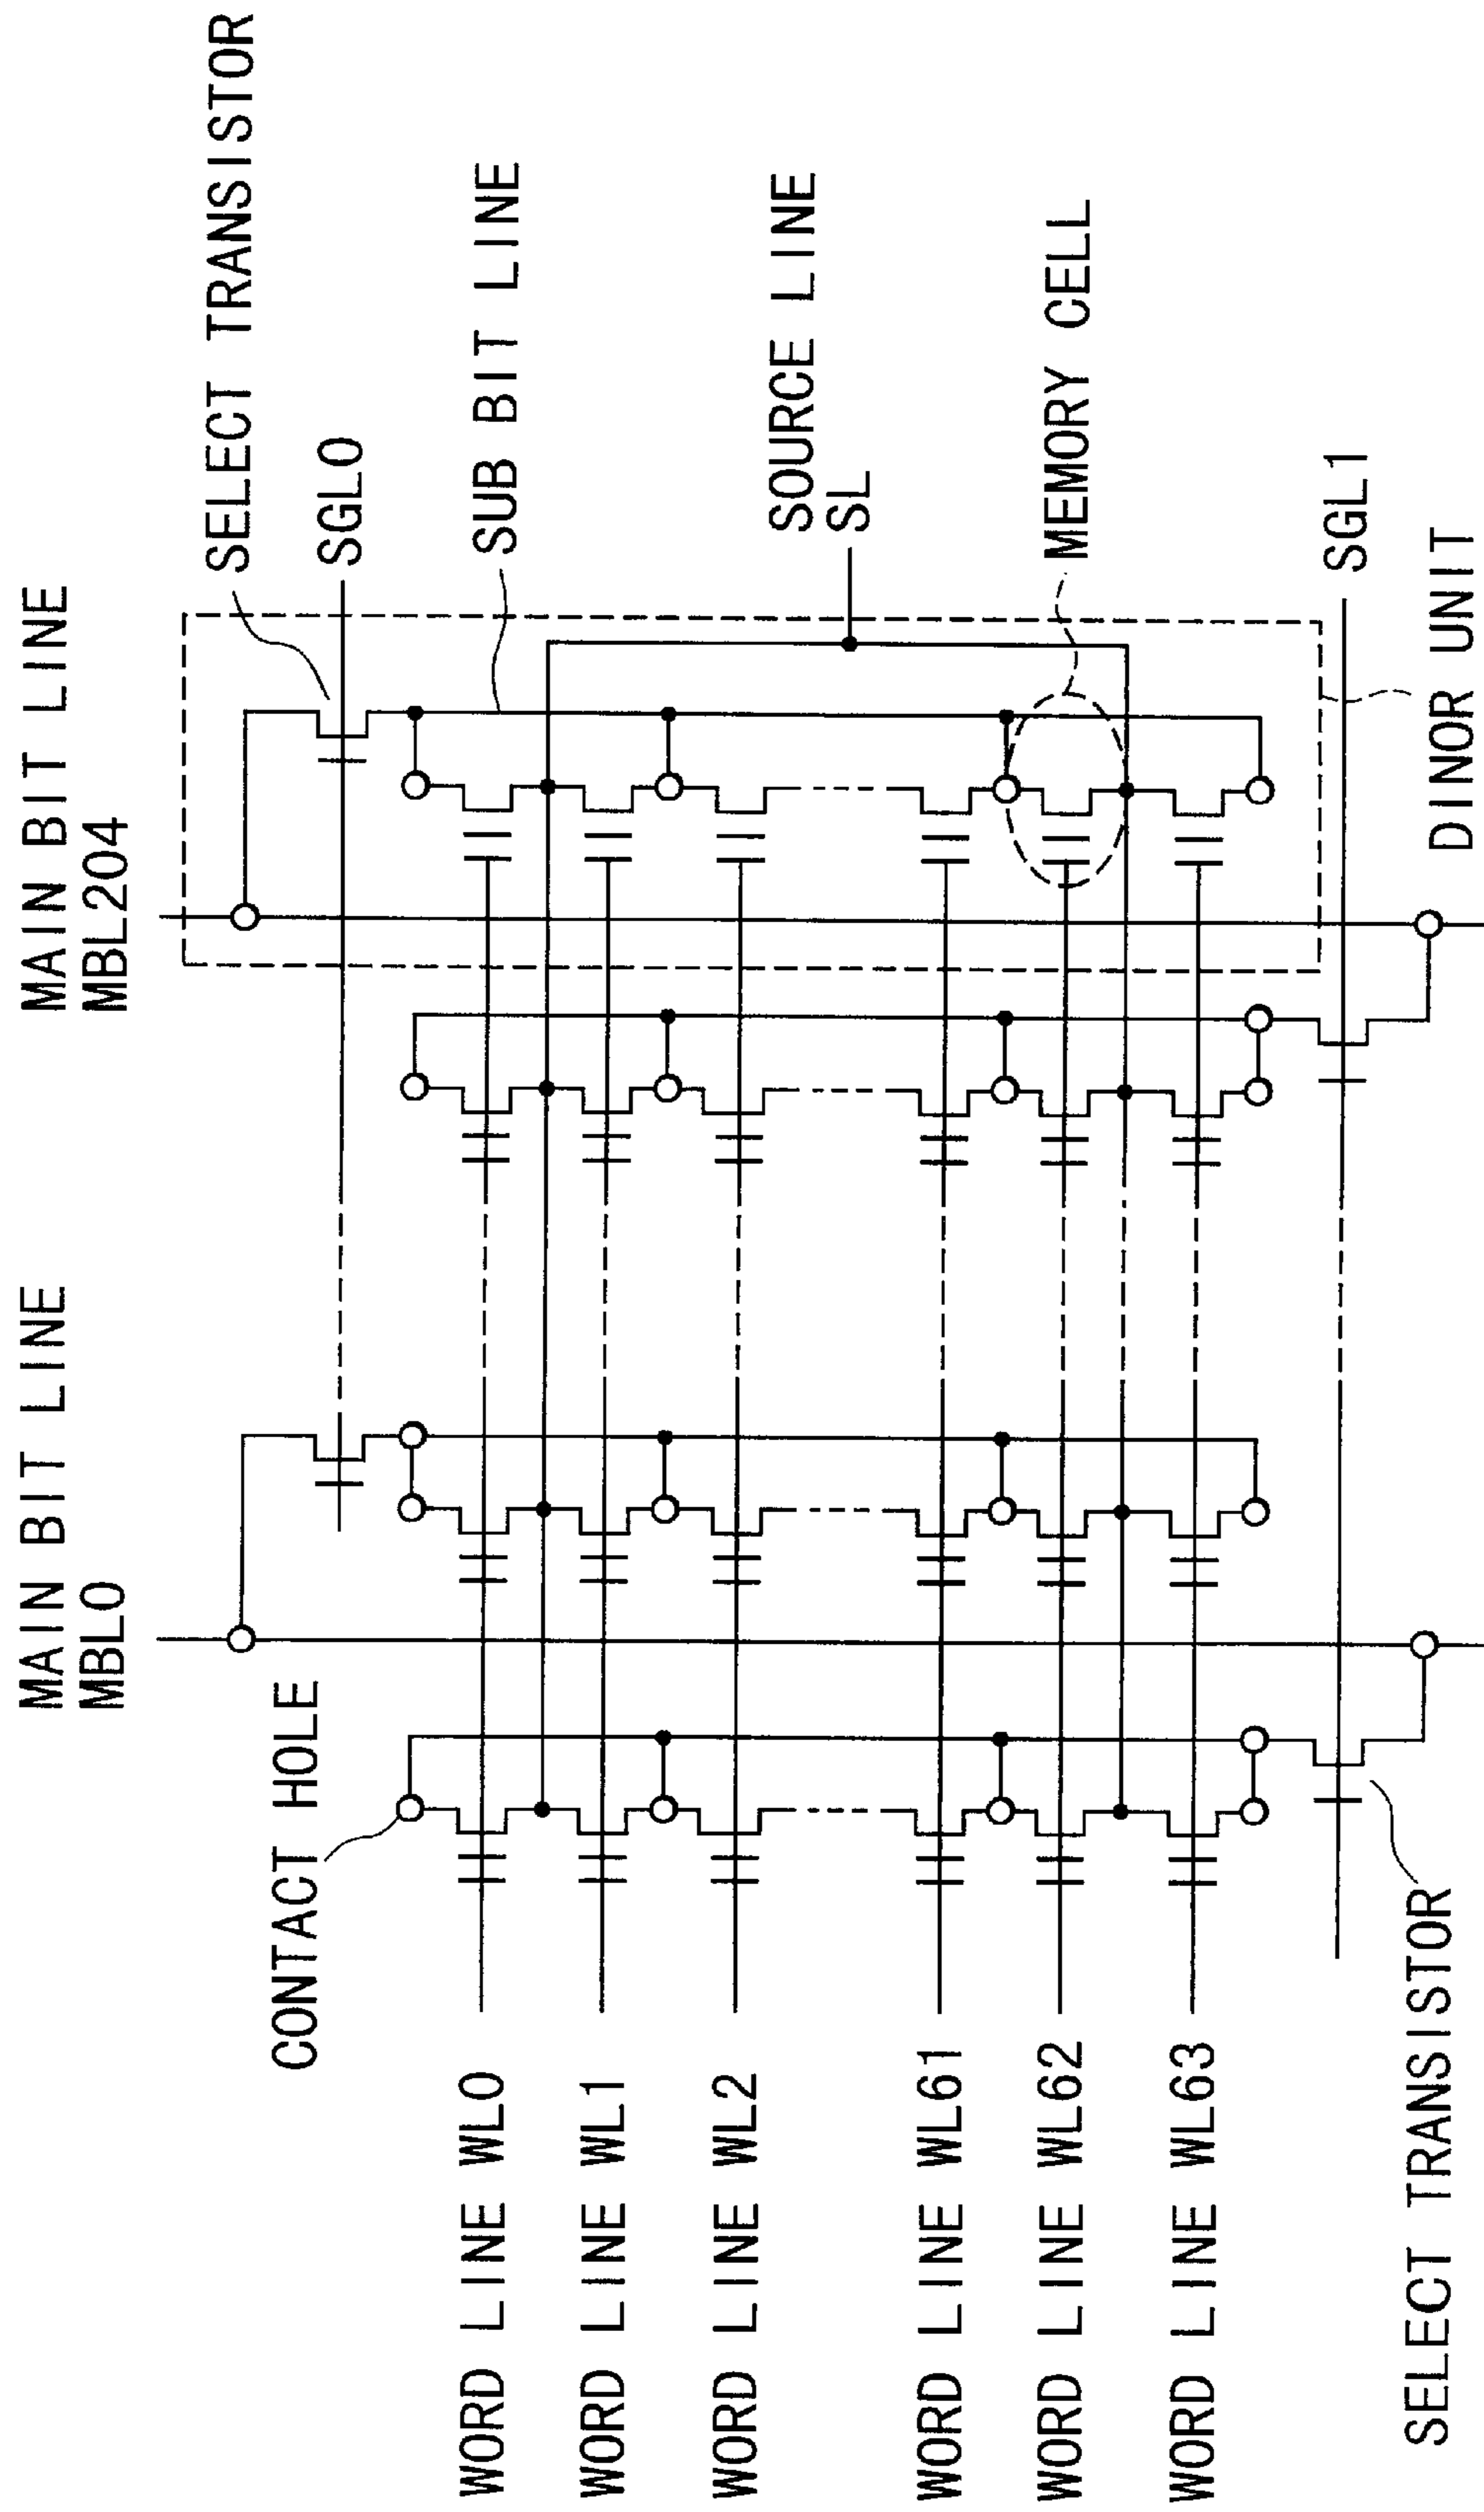 MAIN BIT LINE
MBL0
MAIN BIT LINE
MBL204
SELECT TRANSISTOR
CONTACT HOLE
SGL0
WORD LINE WL0
SUB BIT LINE
WORD LINE WL1
WORD LINE WL2
SOURCE LINE
SL
WORD LINE WL61
WORD LINE WL62
MEMORY CELL
WORD LINE WL63
SGL1
SELECT TRANSISTOR
DINOR UNIT